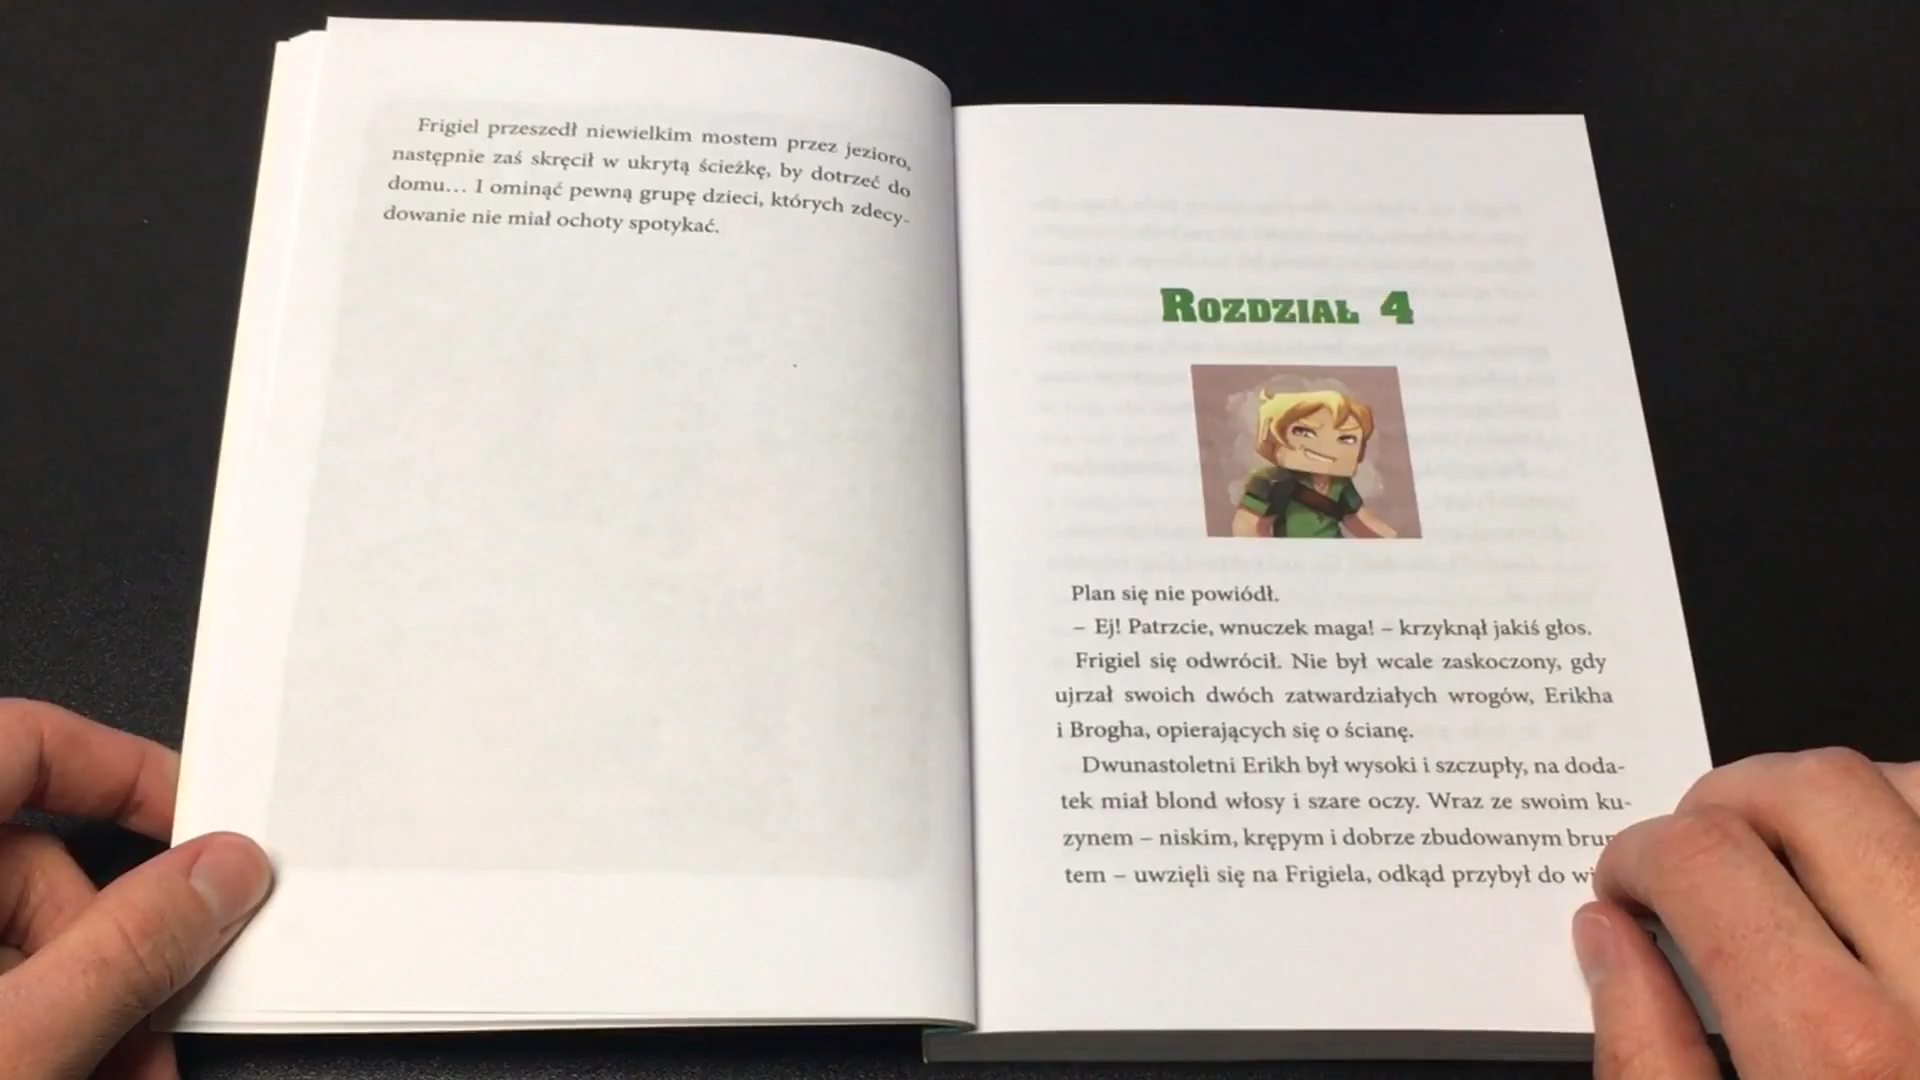 Frigiel przeszedł niewielkim mostem przez jezioro,
następnie zaś skręcił w ukrytą ścieżkę, by dotrzeć do
domu… I ominąć pewną grupę dzieci, których zdecy-
dowanie nie miał ochoty spotykać.
Rozdział 4
Plan się nie powiódł.
– Ej! Patrzcie, wnuczek maga! – krzyknął jakiś głos.
Frigiel się odwrócił. Nie był wcale zaskoczony, gdy
ujrzał swoich dwóch zatwardziałych wrogów, Erikha
i Brogha, opierających się o ścianę.
Dwunastoletni Erikh był wysoki i szczupły, na doda-
tek miał blond włosy i szare oczy. Wraz ze swoim ku-
zynem – niskim, krępym i dobrze zbudowanym
tem – uwzięli się na Frigiela, odkąd przybył do